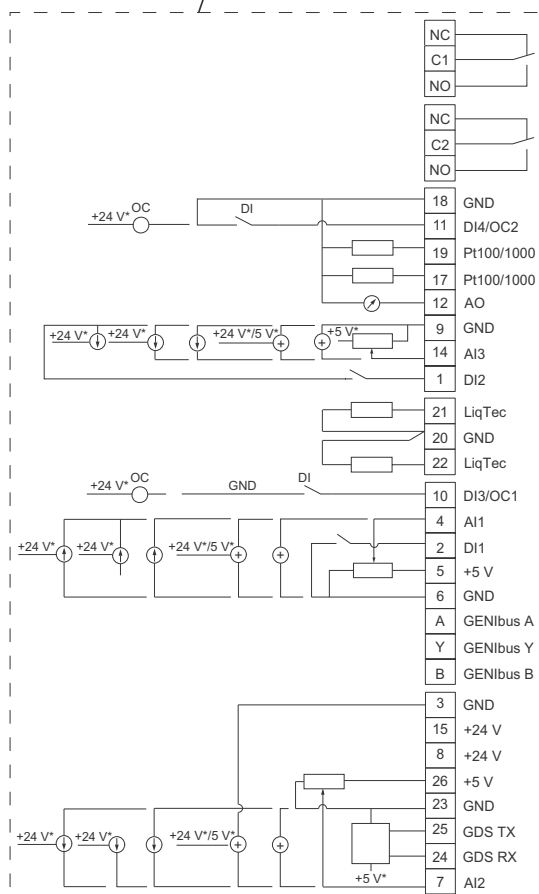 NC
C1
NO
NC
C2
NO
18 GND
+24 V* OC DI 11 DI4/OC2
19 Pt100/1000
17 Pt100/1000
12 AO
9 GND
+24 V* +24 V* +24 V*/5 V* +5 V*
14 AI3
1 DI2
21 LiqTec
20 GND
22 LiqTec
+24 V* OC GND DI 10 DI3/OC1
4 AI1
2 DI1
+24 V* +24 V* +24 V*/5 V*
5 +5 V
6 GND
A GENIbus A
Y GENIbus Y
B GENIbus B
3 GND
15 +24 V
8 +24 V
26 +5 V
23 GND
25 GDS TX
+24 V* +24 V* +24 V*/5 V*
24 GDS RX
+5 V* 7 AI2